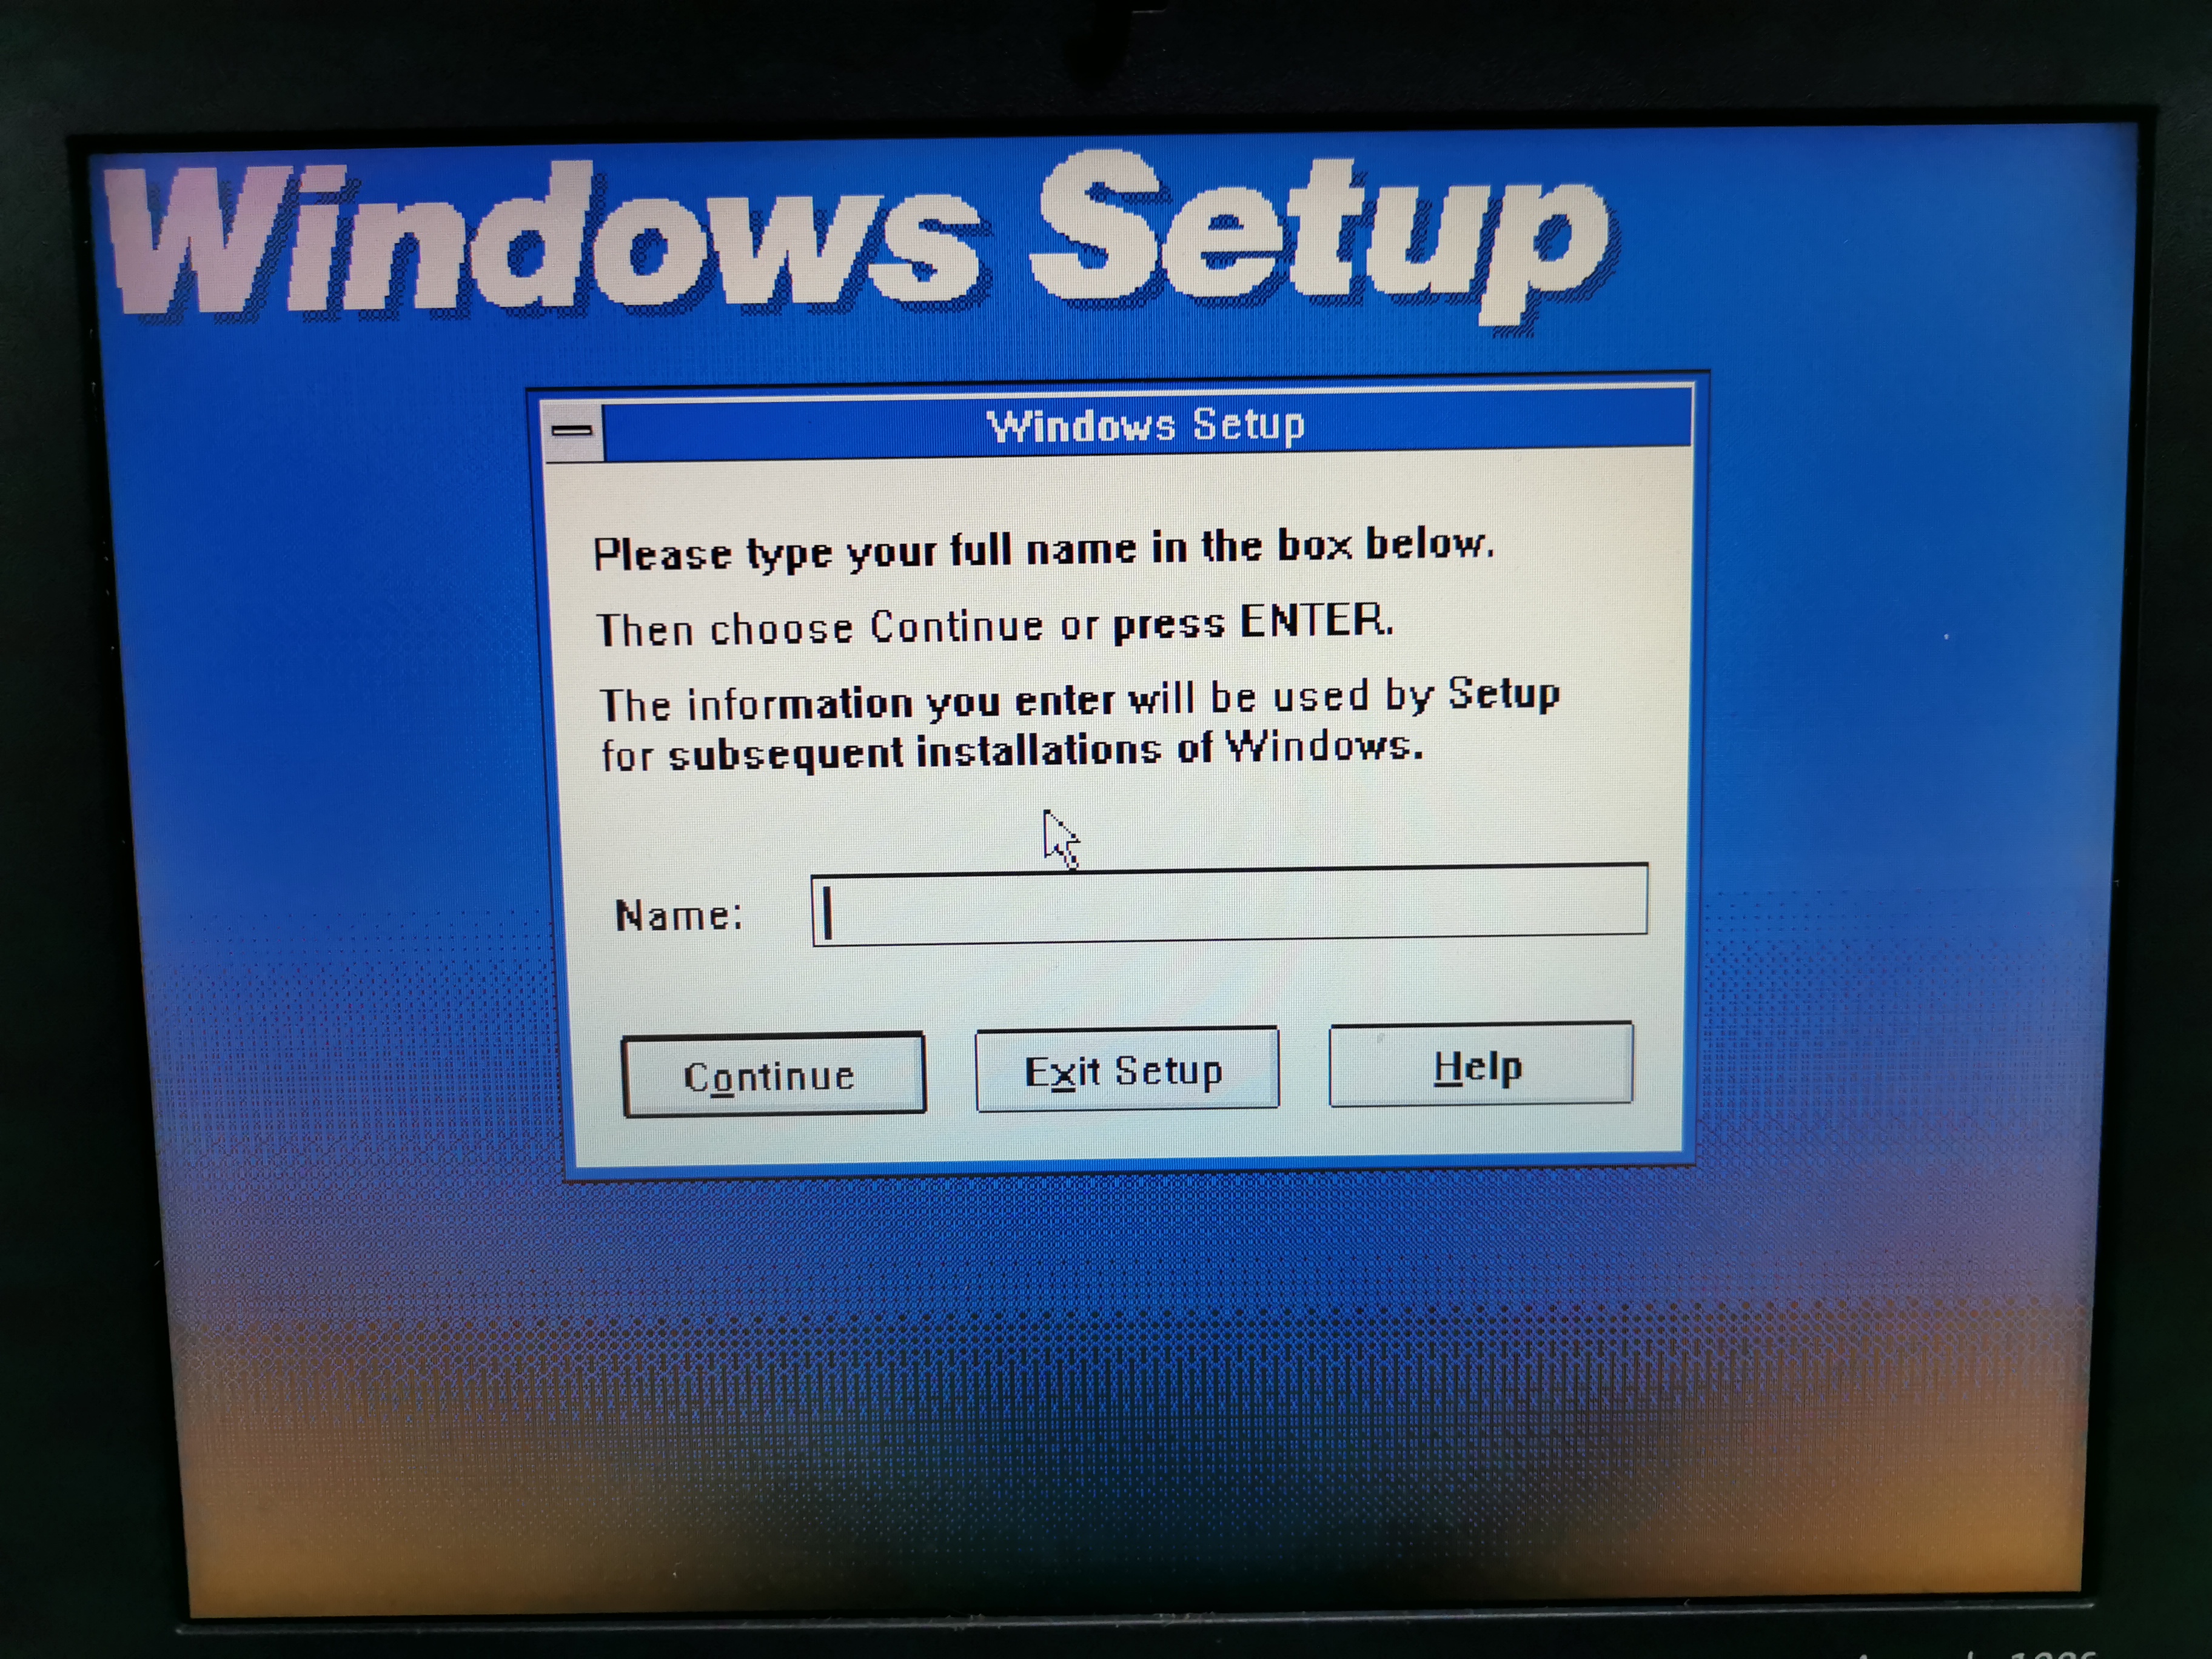 Windows Setup
Windows Setup
Please type your full name in the box below.
Then choose Continue or press ENTER.
The information you enter will be used by Setup
for subsequent installations of Windows.
Name:
Continue
Exit Setup
Help